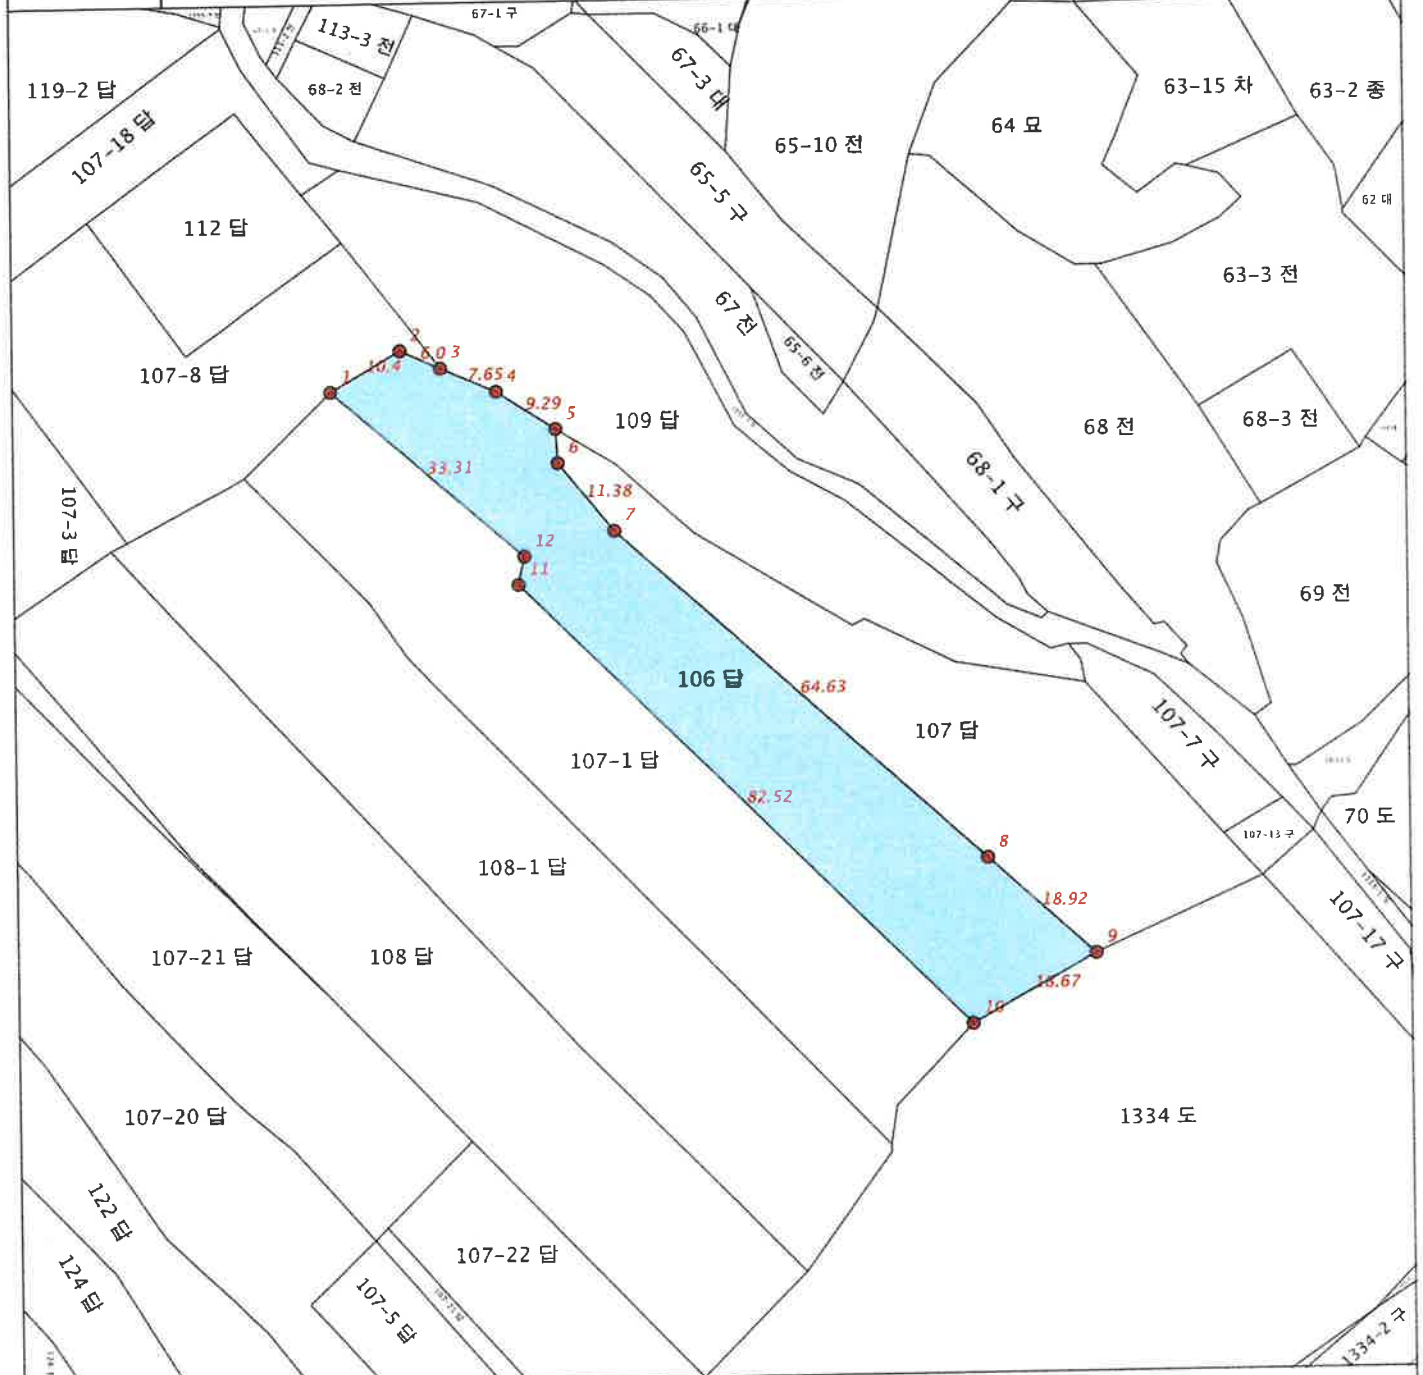 67-1 구
113-3 전
66-1 대
67-3 대
119-2 답
68-2 전
63-15 차
63-2 종
107-18 답
64 묘
65-10 전
65-5 구
62 대
112 답
63-3 전
67 전
65-6 전
2
6.0
3
10.4
1
107-8 답
7.65
4
9.29
5
109 답
68-3 전
68 전
6
33.31
68-1 구
11.38
7
107-3 답
12
11
69 전
106 답
64.63
107-7 구
107 답
107-1 답
82.52
70 도
107-13 구
8
108-1 답
18.92
107-17 구
9
107-21 답
108 답
16.67
10
107-20 답
1334 도
122 답
107-22 답
124 답
107-5 답
1334-2 구